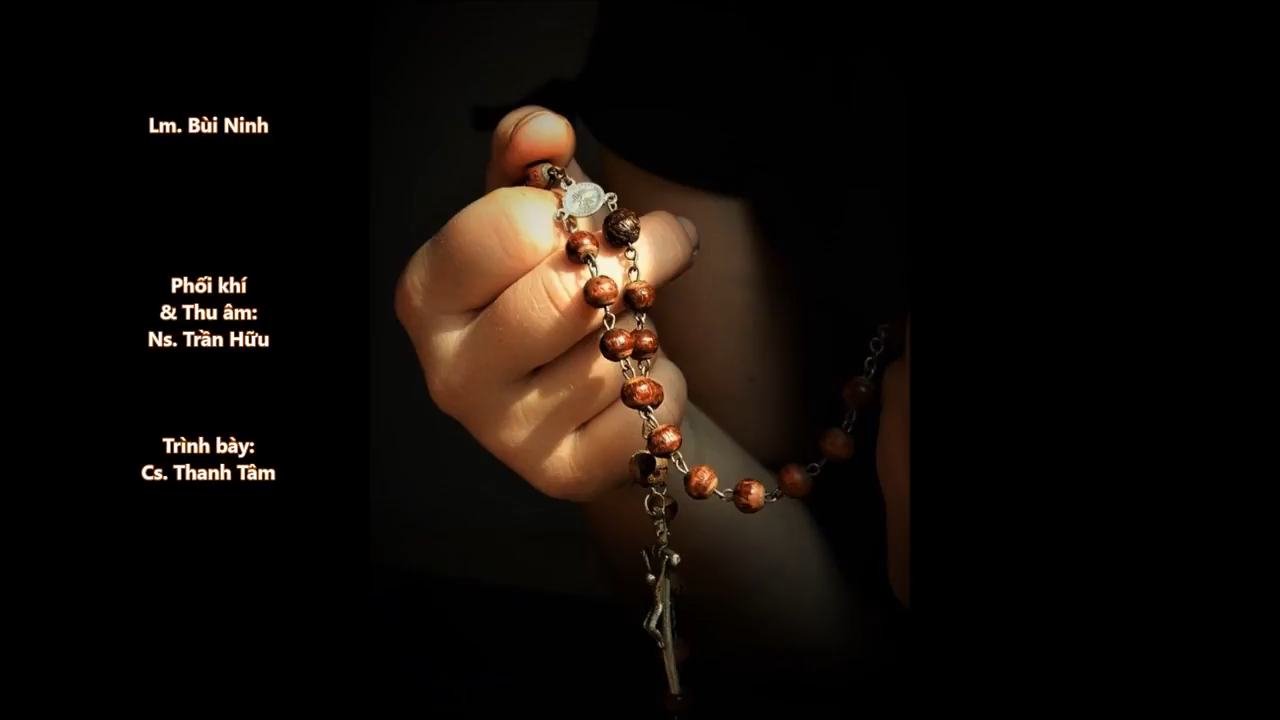 Lm. Bùi Ninh
Phối khí
& Thu âm:
Ns. Trần Hữu
Trình bày:
Cs. Thanh Tâm